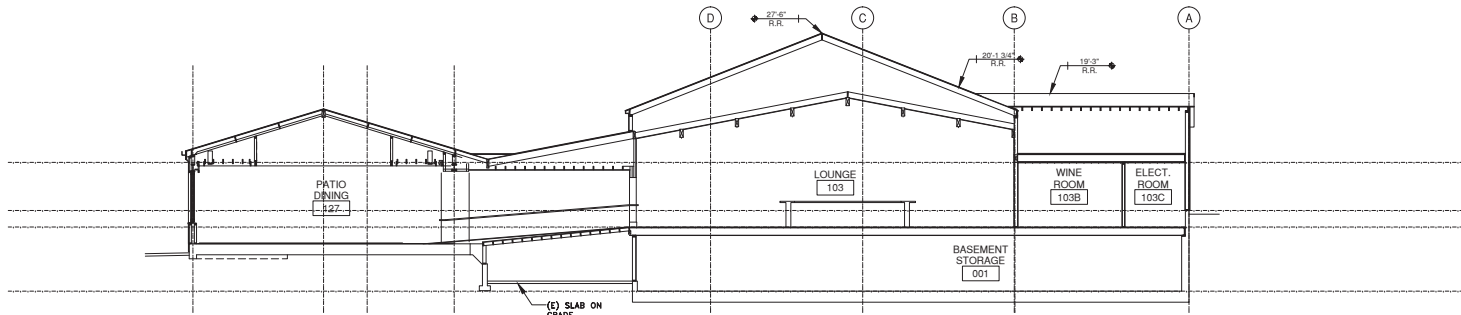 27'-6"
R.R.
D
C
B
A
20'-1 3/4"
R.R.
19'-3"
R.R.
PATIO
DINING
127
LOUNGE
103
WINE
ROOM
103B
ELECT.
ROOM
103C
BASEMENT
STORAGE
001
(E) SLAB ON
GRADE